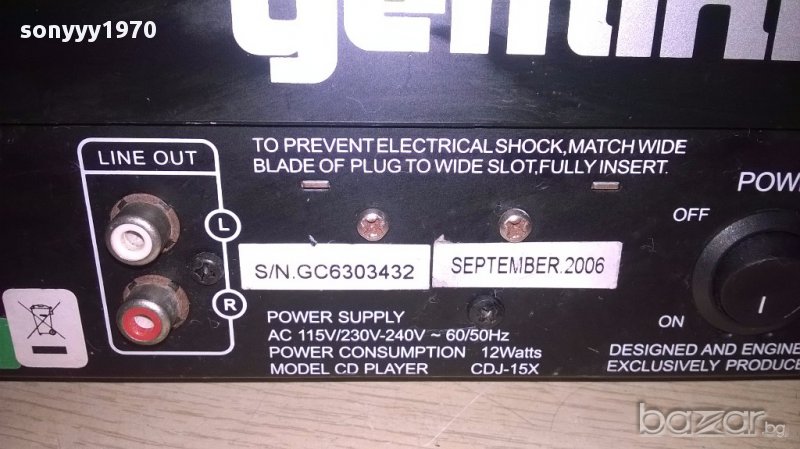 sonyyy1970
gemini
LINE OUT
TO PREVENT ELECTRICAL SHOCK,MATCH WIDE
BLADE OF PLUG TO WIDE SLOT,FULLY INSERT.
L
R
S/N.GC6303432
SEPTEMBER.2006
POWER SUPPLY
AC 115V/230V-240V ~ 60/50Hz
POWER CONSUMPTION 12Watts
MODEL CD PLAYER CDJ-15X
POW
OFF
I
ON
DESIGNED AND ENGINE
EXCLUSIVELY PRODUCE
bazar.bg